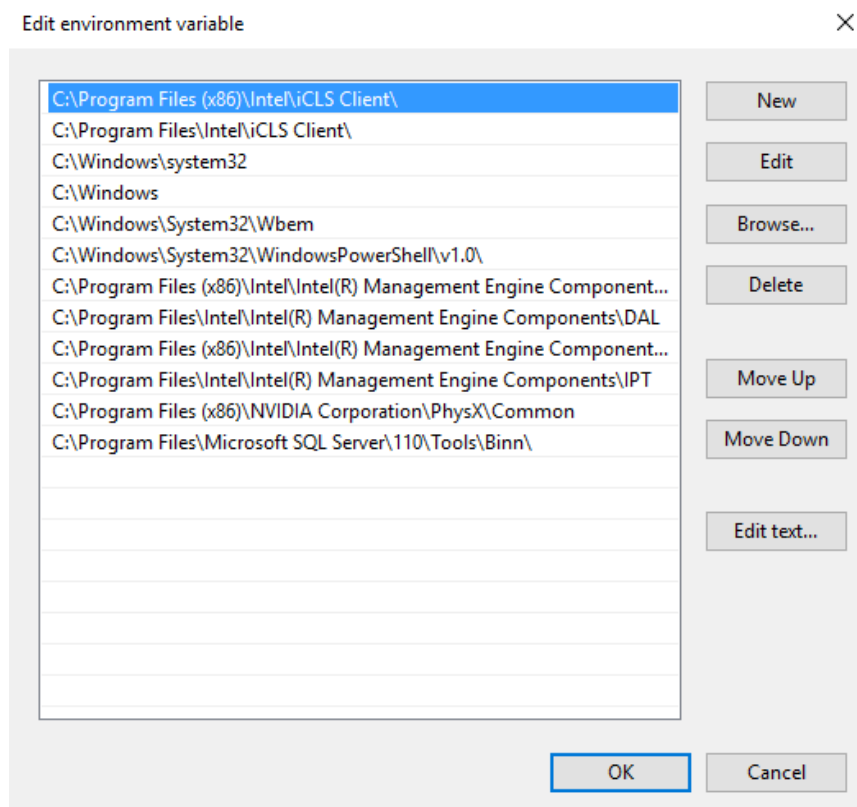 Edit environment variable
C:\Program Files (x86)\Intel\iCLS Client\
C:\Program Files\Intel\iCLS Client\
C:\Windows\system32
C:\Windows
C:\Windows\System32\Wbem
C:\Windows\System32\WindowsPowerShell\v1.0\
C:\Program Files (x86)\Intel\Intel(R) Management Engine Component...
C:\Program Files\Intel\Intel(R) Management Engine Components\DAL
C:\Program Files (x86)\Intel\Intel(R) Management Engine Component...
C:\Program Files\Intel\Intel(R) Management Engine Components\IPT
C:\Program Files (x86)\NVIDIA Corporation\PhysX\Common
C:\Program Files\Microsoft SQL Server\110\Tools\Binn\
New
Edit
Browse...
Delete
Move Up
Move Down
Edit text...
OK
Cancel